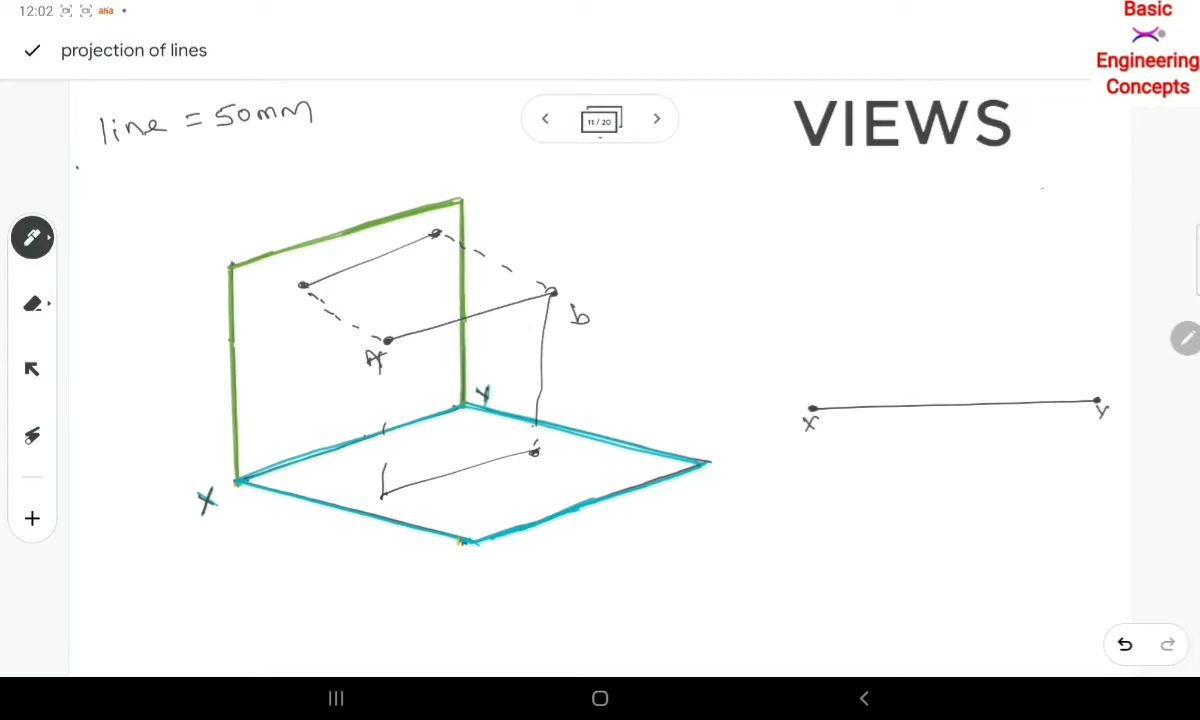 12:02
projection of lines
Basic
Engineering
Concepts
line = 50mm
11 / 20
VIEWS
b
A
Y
X
X
Y